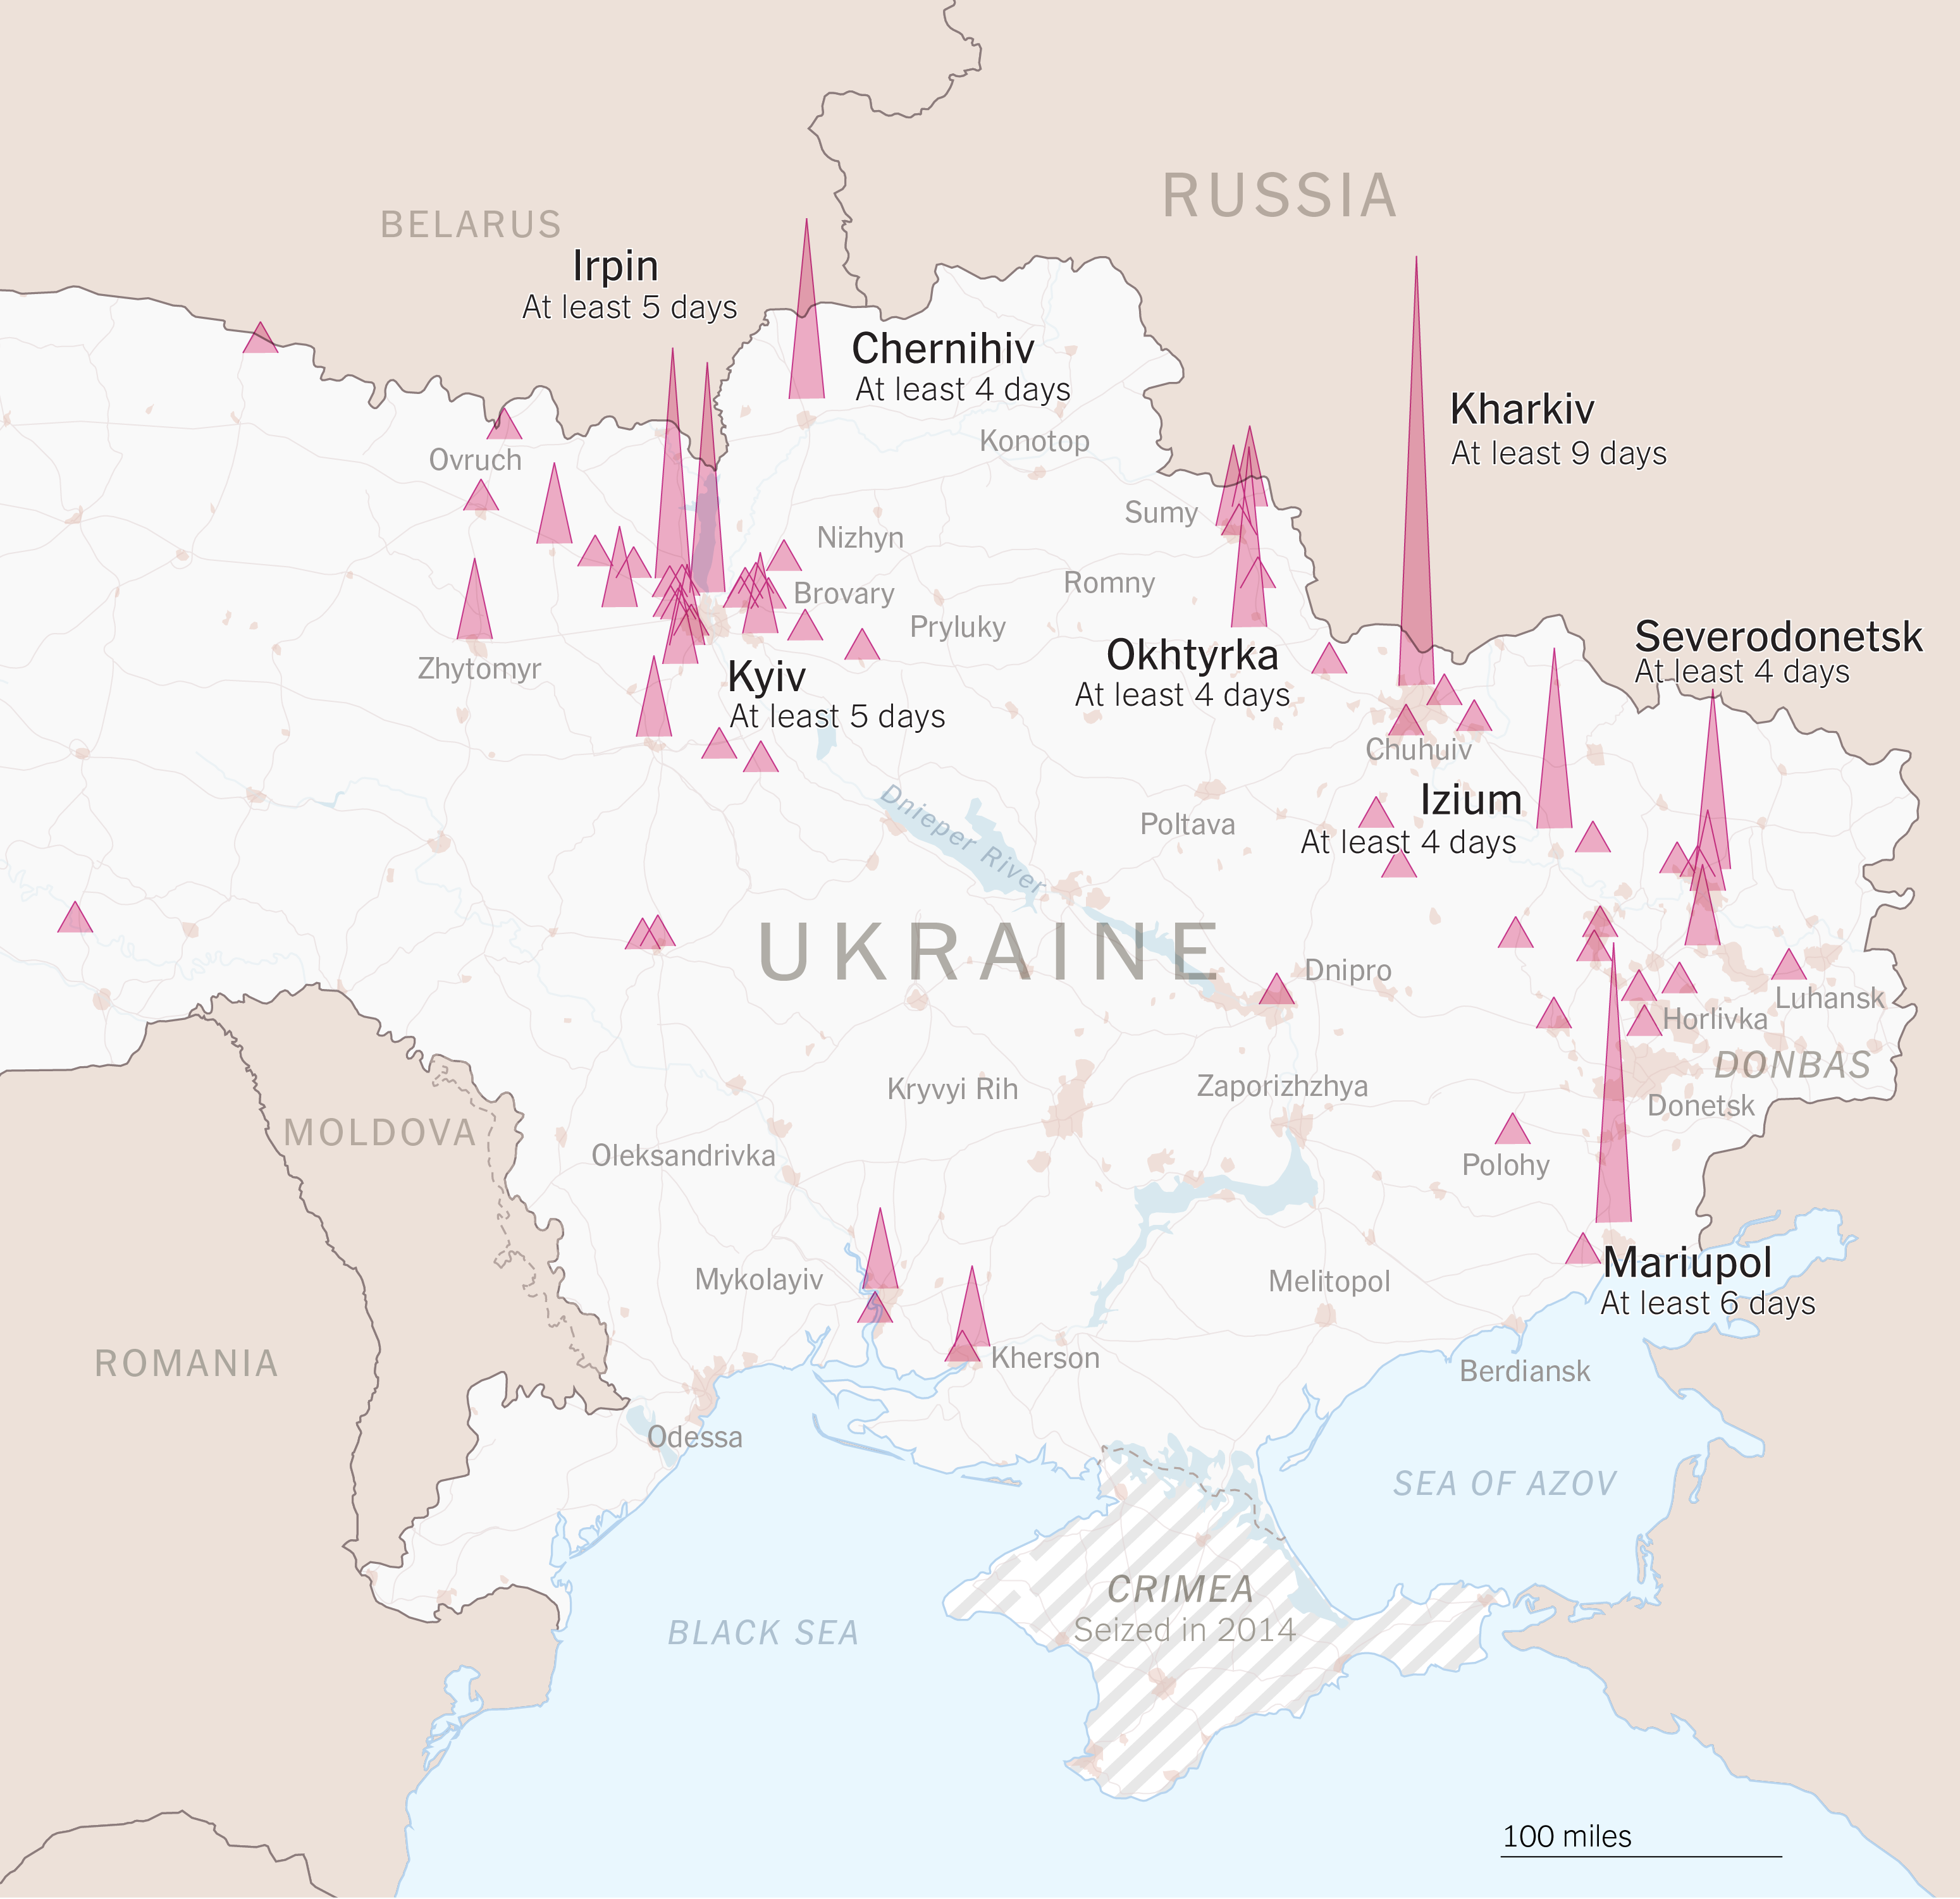 RUSSIA
BELARUS
Irpin
At least 5 days
Chernihiv
At least 4 days
Kharkiv
At least 9 days
Konotop
Ovruch
Sumy
Nizhyn
Romny
Brovary
Pryluky
Severodonetsk
At least 4 days
Okhtyrka
At least 4 days
Zhytomyr
Kyiv
At least 5 days
Chuhuiv
Izium
At least 4 days
Poltava
Dnieper River
UKRAINE
Dnipro
Luhansk
Horlivka
DONBAS
Kryvyi Rih
Zaporizhzhya
Donetsk
MOLDOVA
Oleksandrivka
Polohy
Mykolayiv
Melitopol
Mariupol
At least 6 days
ROMANIA
Kherson
Berdiansk
Odessa
SEA OF AZOV
CRIMEA
Seized in 2014
BLACK SEA
100 miles